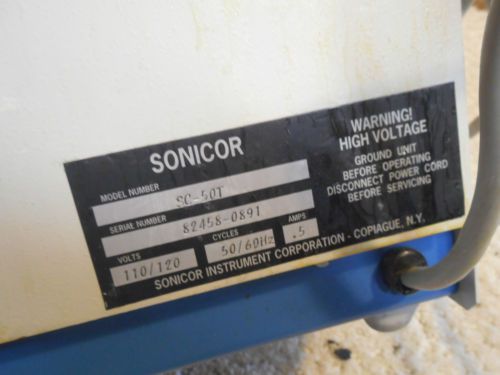 SONICOR
MODEL NUMBER
SC-50T
SERIAL NUMBER
82458-0891
VOLTS
CYCLES
AMPS
110/120
50/60Hz
.5
SONICOR INSTRUMENT CORPORATION - COPIAGUE, N.Y.
WARNING!
HIGH VOLTAGE
GROUND UNIT
BEFORE OPERATING
DISCONNECT POWER CORD
BEFORE SERVICING